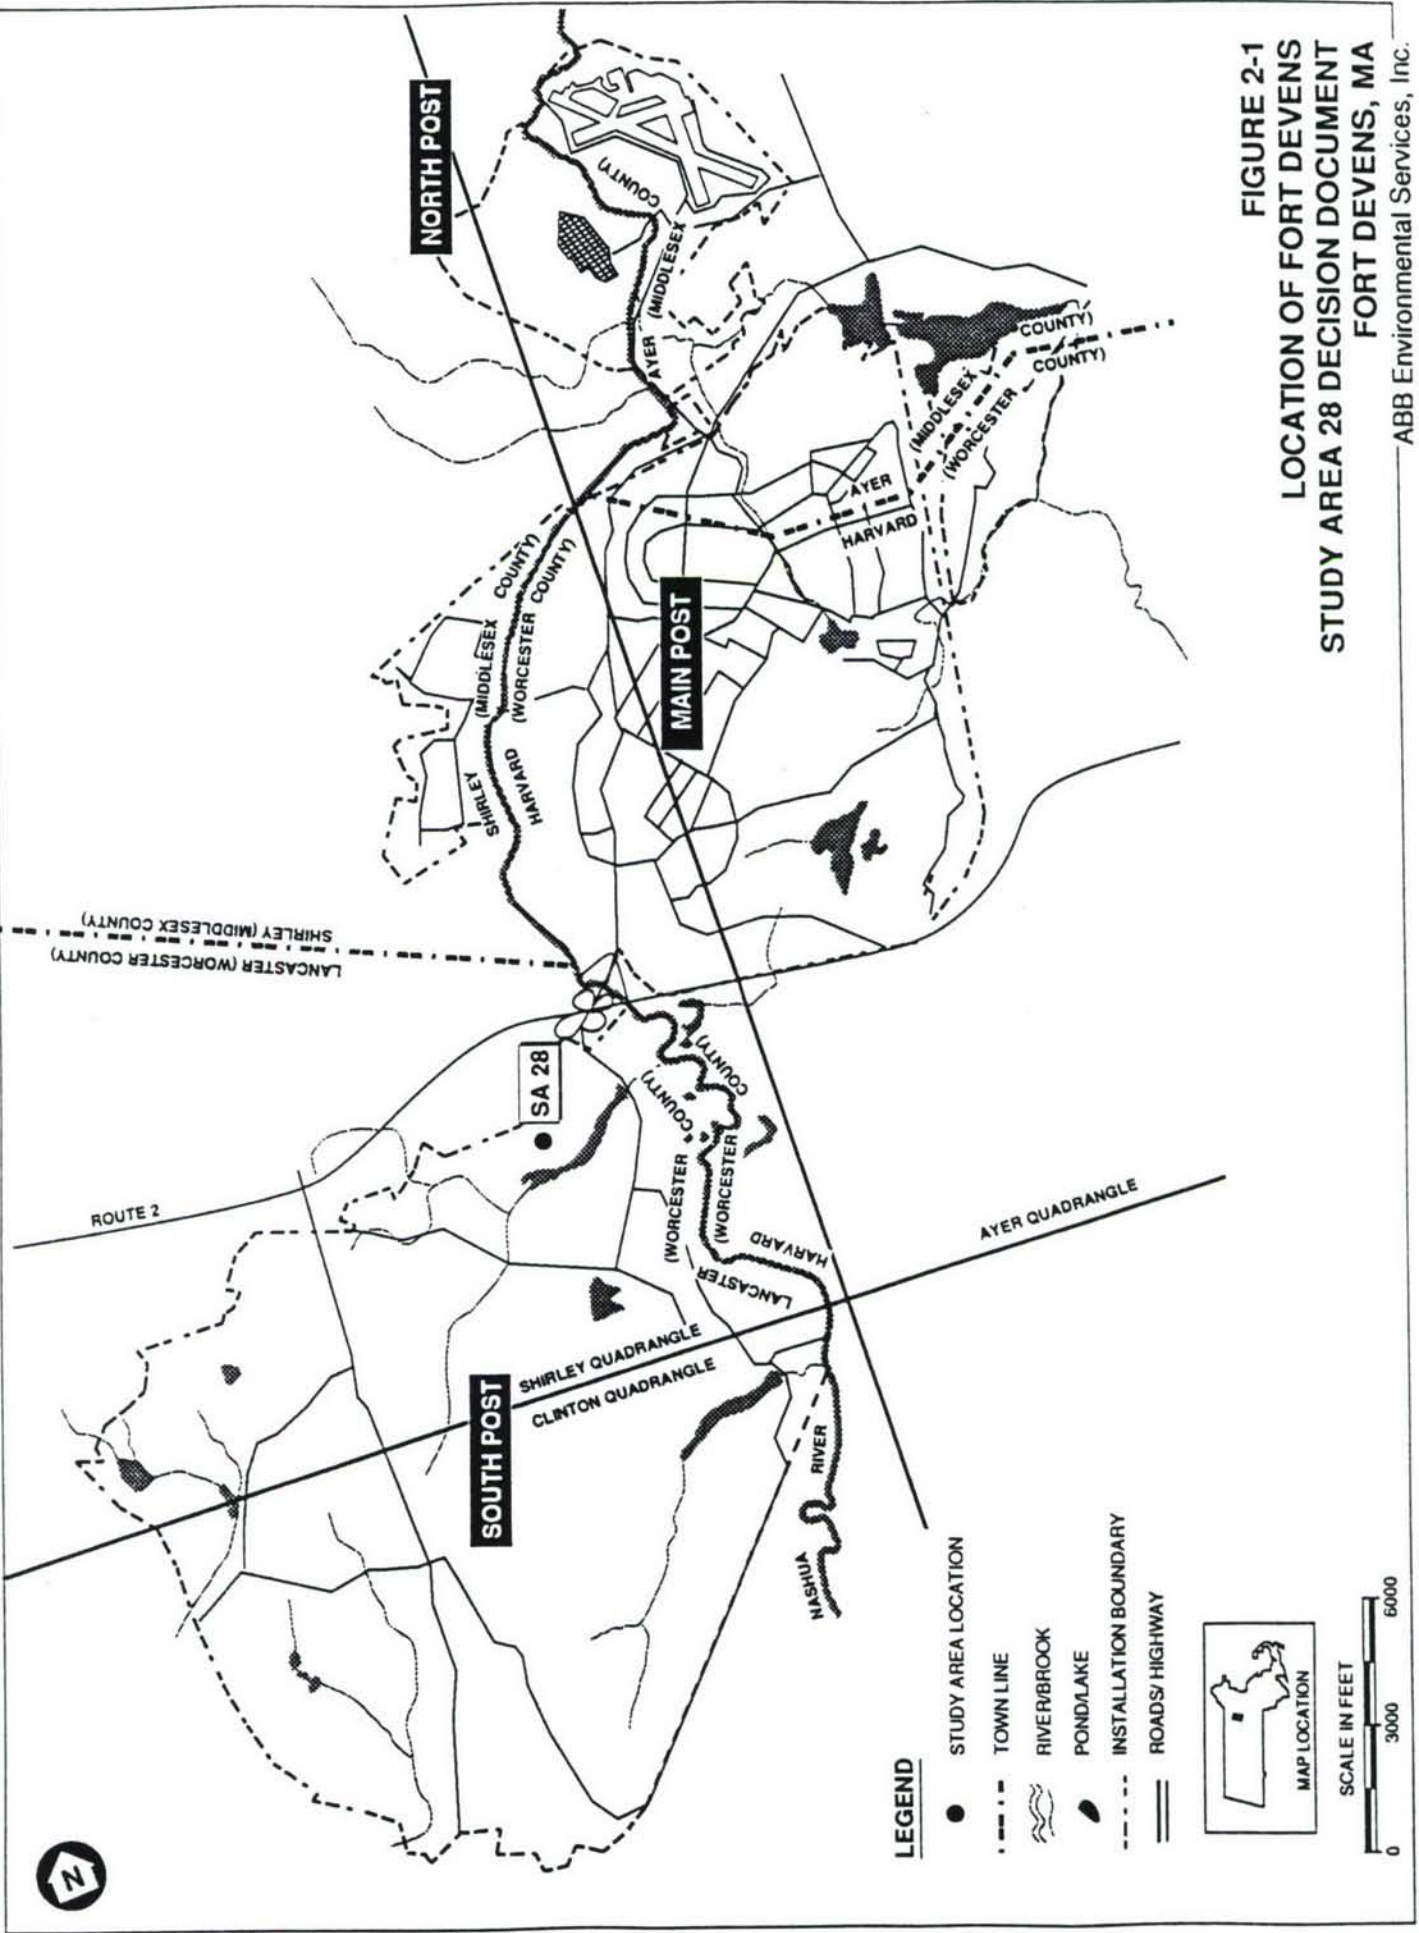 NORTH POST
(MIDDLESEX
COUNTY)
AYER
(MIDDLESEX
COUNTY)
(WORCESTER
COUNTY)
AYER
HARVARD
SHIRLEY
(MIDDLESEX
COUNTY)
HARVARD
(WORCESTER
COUNTY)
MAIN POST
SHIRLEY (MIDDLESEX COUNTY)
LANCASTER (WORCESTER COUNTY)
SA 28
ROUTE 2
(WORCESTER
COUNTY)
(WORCESTER
COUNTY)
LANCASTER
HARVARD
AYER QUADRANGLE
SHIRLEY QUADRANGLE
CLINTON QUADRANGLE
SOUTH POST
NASHUA
RIVER
N
LEGEND
STUDY AREA LOCATION
TOWN LINE
RIVER/BROOK
POND/LAKE
INSTALLATION BOUNDARY
ROADS/ HIGHWAY
MAP LOCATION
SCALE IN FEET
0
3000
6000
FIGURE 2-1
LOCATION OF FORT DEVENS
STUDY AREA 28 DECISION DOCUMENT
FORT DEVENS, MA
ABB Environmental Services, Inc.